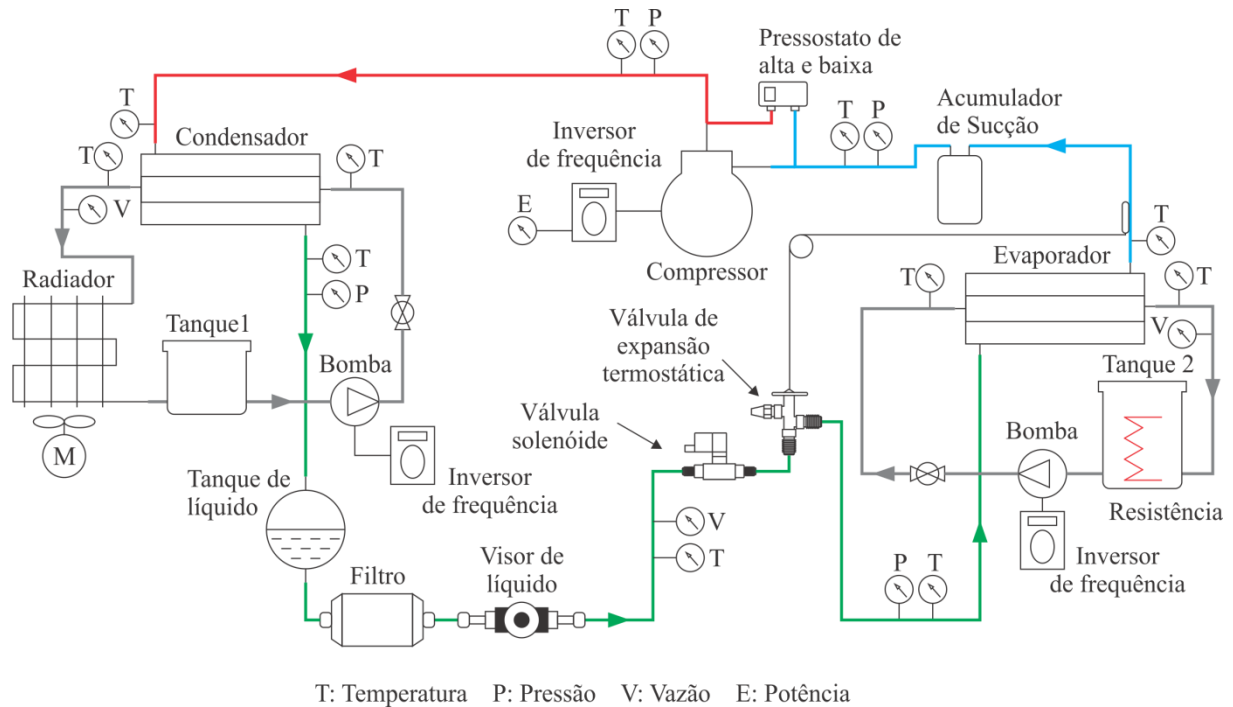 T P
Pressostato de
alta e baixa
T
Condensador
T
T
V
Inversor
de frequência
E
Compressor
T P
Acumulador
de Sucção
T
Evaporador
T
T
V
T
P
Radiador
Tanque1
Bomba
M
Inversor
de frequência
Válvula de
expansão
termostática
Válvula
solenóide
Tanque 2
Bomba
Resistência
Inversor
de frequência
Tanque de
líquido
Filtro
Visor de
líquido
V
T
P T
T: Temperatura P: Pressão V: Vazão E: Potência